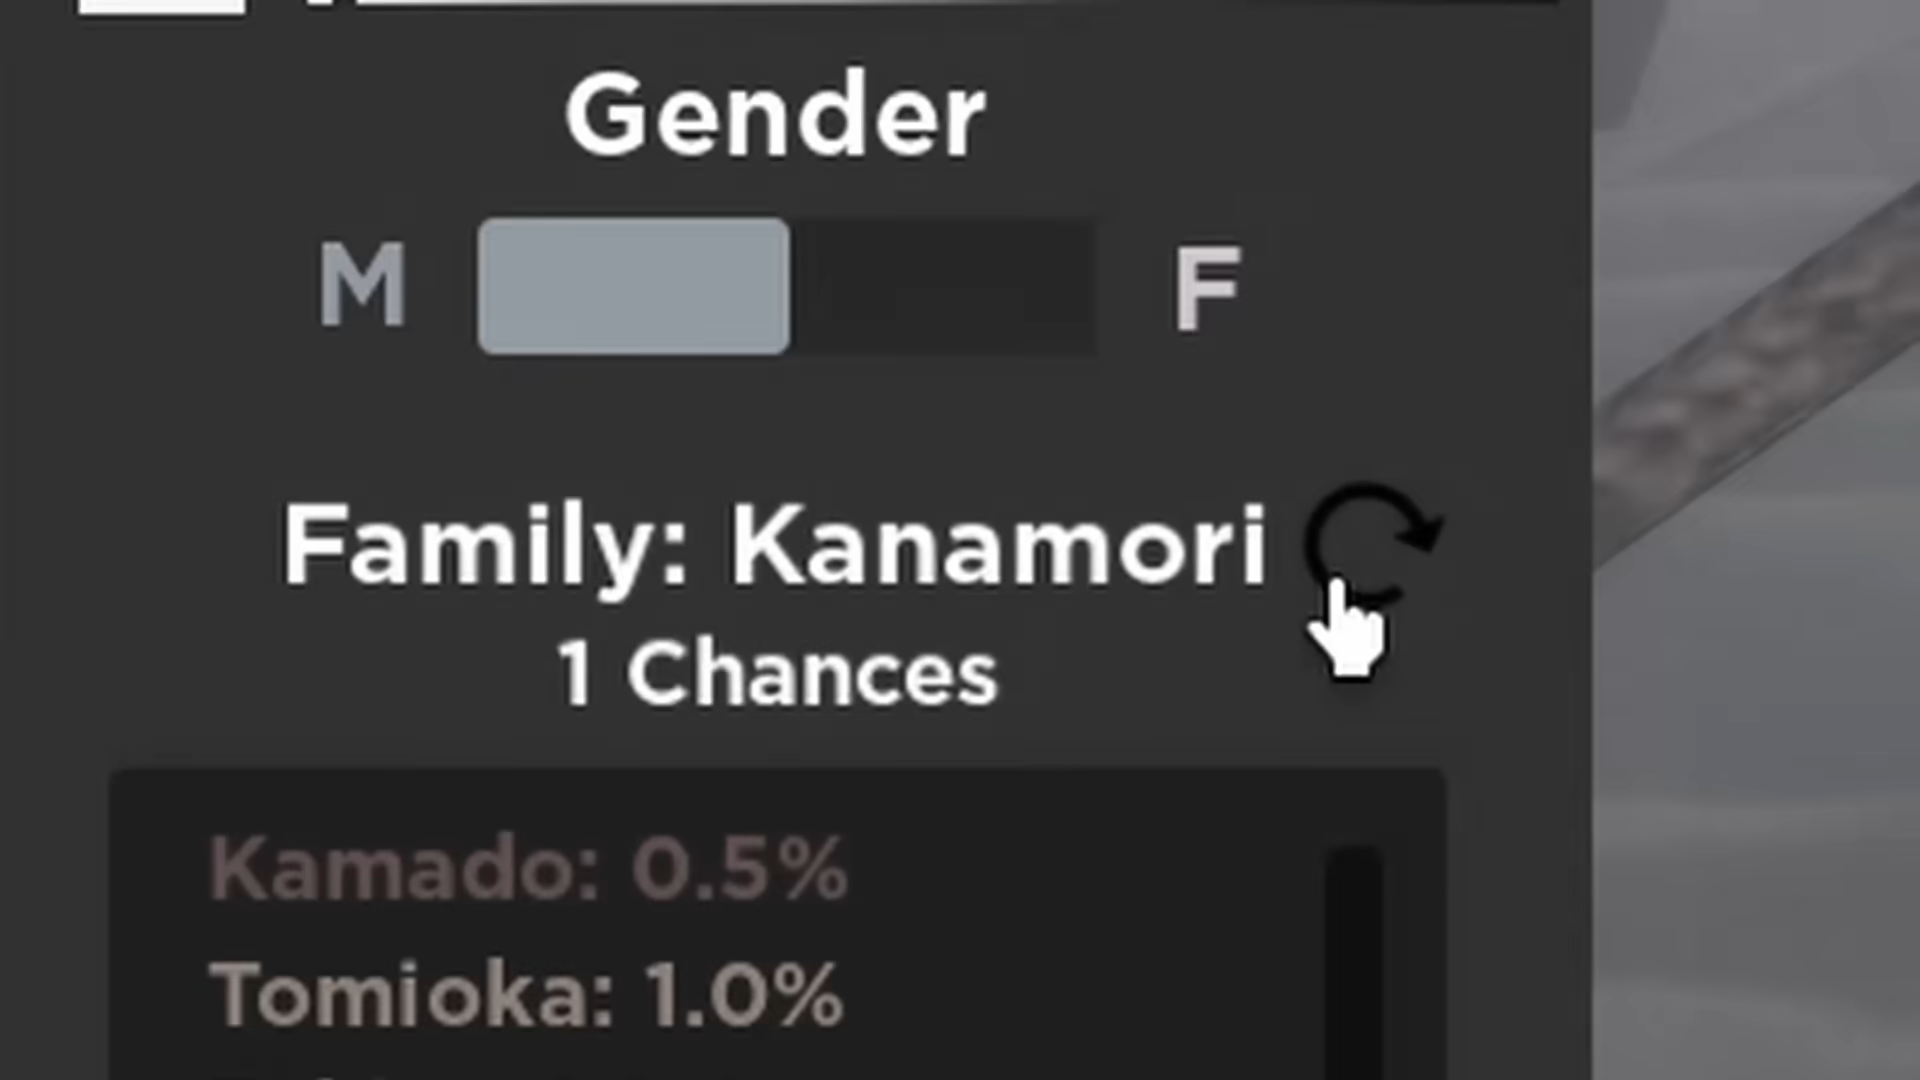 Gender
M F
Family: Kanamori
1 Chances
Kamado: 0.5%
Tomioka: 1.0%